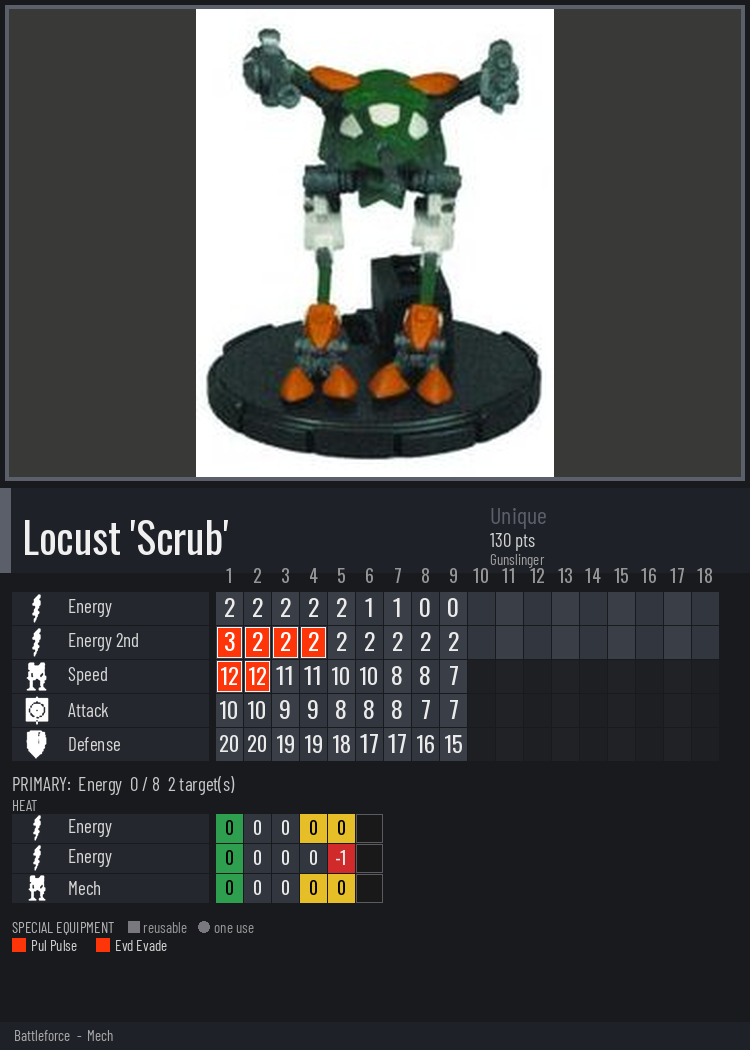 Locust 'Scrub'
Unique
130 pts
Gunslinger
1 2 3 4 5 6 7 8 9 10 11 12 13 14 15 16 17 18
Energy 2 2 2 2 2 1 1 0 0
Energy 2nd 3 2 2 2 2 2 2 2 2
Speed 12 12 11 11 10 10 8 8 7
Attack 10 10 9 9 8 8 8 7 7
Defense 20 20 19 19 18 17 17 16 15
PRIMARY: Energy 0 / 8 2 target(s)
HEAT
Energy 0 0 0 0 0
Energy 0 0 0 0 -1
Mech 0 0 0 0 0
SPECIAL EQUIPMENT reusable one use
Pul Pulse Evd Evade
Battleforce - Mech